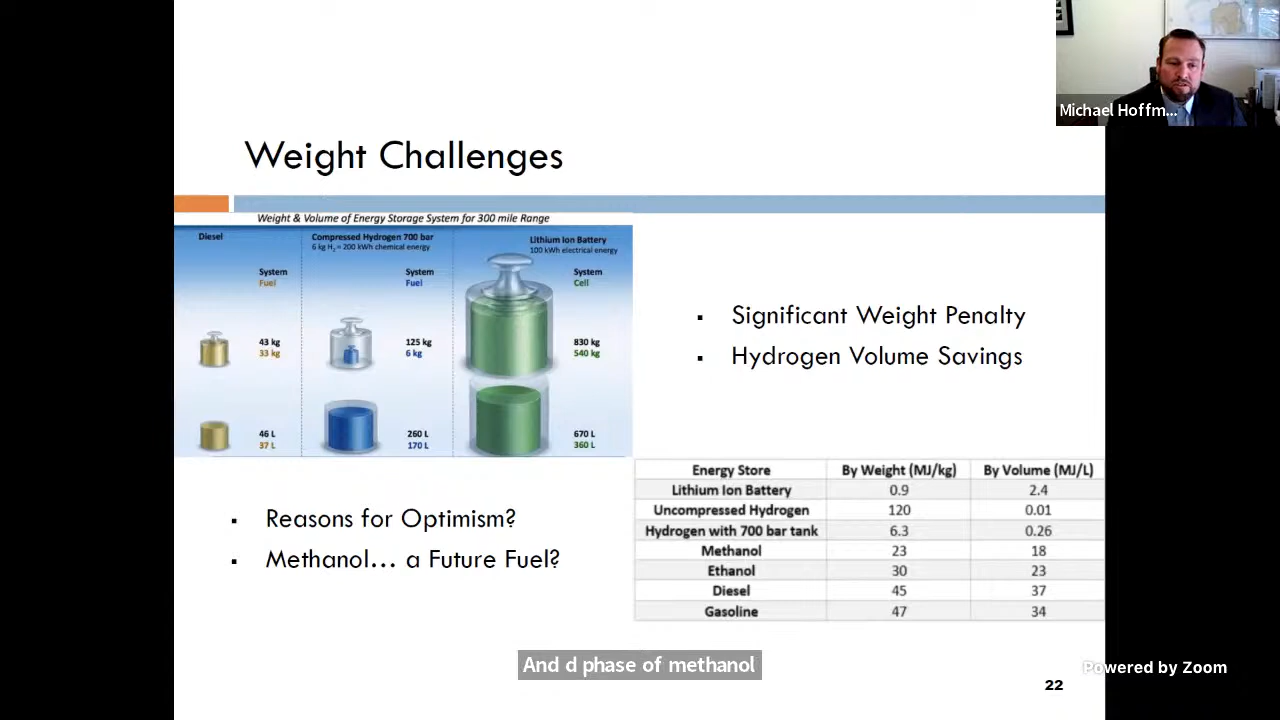 Michael Hoffm...
Weight Challenges
Weight & Volume of Energy Storage System for 300 mile Range
Diesel
System
Fuel
43 kg
33 kg
46 L
37 L
Compressed Hydrogen 700 bar
6 kg H₂ = 200 kWh chemical energy
System
Fuel
125 kg
6 kg
260 L
170 L
Lithium Ion Battery
100 kWh electrical energy
System
Cell
830 kg
540 kg
670 L
360 L
▪ Significant Weight Penalty
▪ Hydrogen Volume Savings
▪ Reasons for Optimism?
▪ Methanol... a Future Fuel?
Energy Store By Weight (MJ/kg) By Volume (MJ/L)
Lithium Ion Battery 0.9 2.4
Uncompressed Hydrogen 120 0.01
Hydrogen with 700 bar tank 6.3 0.26
Methanol 23 18
Ethanol 30 23
Diesel 45 37
Gasoline 47 34
And d phase of methanol
Powered by Zoom
22